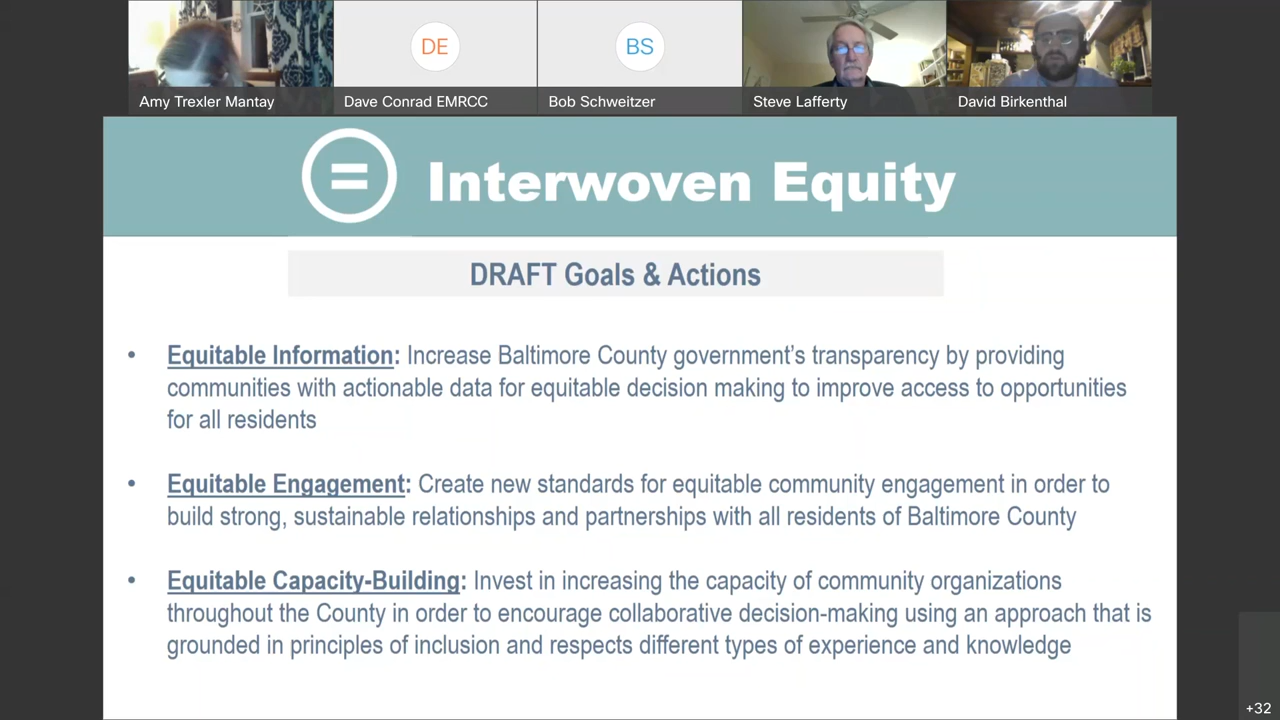 DE
BS
Amy Trexler Mantay
Dave Conrad EMRCC
Bob Schweitzer
Steve Lafferty
David Birkenthal
= Interwoven Equity
DRAFT Goals & Actions
• Equitable Information: Increase Baltimore County government’s transparency by providing
communities with actionable data for equitable decision making to improve access to opportunities
for all residents
• Equitable Engagement: Create new standards for equitable community engagement in order to
build strong, sustainable relationships and partnerships with all residents of Baltimore County
• Equitable Capacity-Building: Invest in increasing the capacity of community organizations
throughout the County in order to encourage collaborative decision-making using an approach that is
grounded in principles of inclusion and respects different types of experience and knowledge
+32